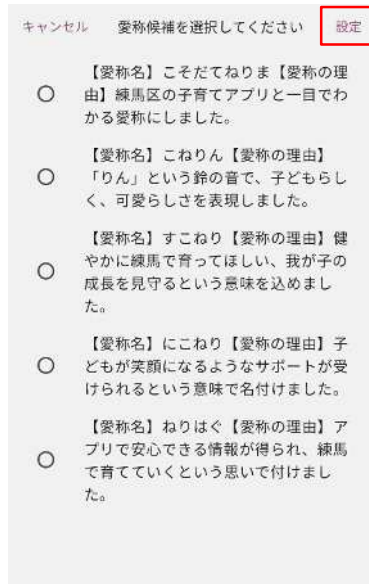 キャンセル 愛称候補を選択してください 設定
【愛称名】こそだてねりま【愛称の理
由】練馬区の子育てアプリと一目でわ
かる愛称にしました。
【愛称名】こねりん【愛称の理由】
「りん」という鈴の音で、子どもらし
く、可愛らしさを表現しました。
【愛称名】すこねり【愛称の理由】健
やかに練馬で育ってほしい、我が子の
成長を見守るという意味を込めまし
た。
【愛称名】にこねり【愛称の理由】子
どもが笑顔になるようなサポートが受
けられるという意味で名付けました。
【愛称名】ねりはぐ【愛称の理由】ア
プリで安心できる情報が得られ、練馬
で育てていくという思いで付けまし
た。